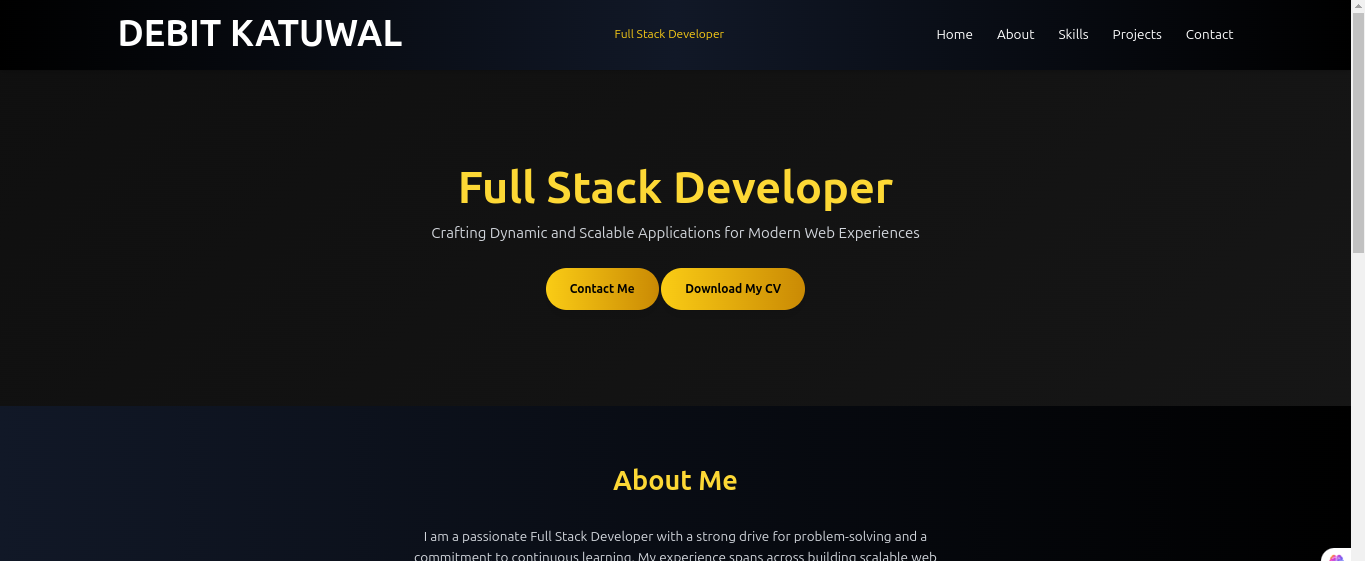 DEBIT KATUWAL
Full Stack Developer
Home About Skills Projects Contact
Full Stack Developer
Crafting Dynamic and Scalable Applications for Modern Web Experiences
Contact Me Download My CV
About Me
I am a passionate Full Stack Developer with a strong drive for problem-solving and a
commitment to continuous learning. My experience spans across building scalable web